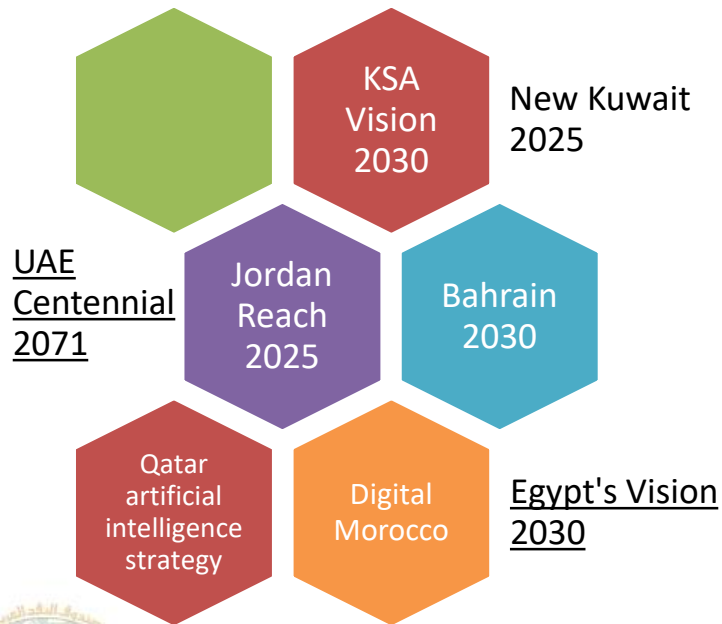 KSA
Vision
2030
New Kuwait
2025
UAE
Centennial
2071
Jordan
Reach
2025
Bahrain
2030
Qatar
artificial
intelligence
strategy
Digital
Morocco
Egypt's Vision
2030